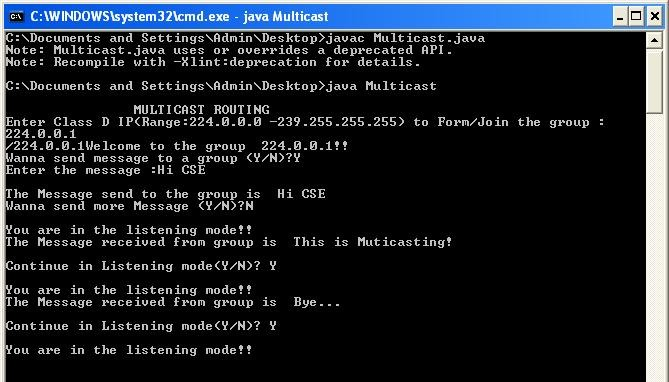 C:\WINDOWS\system32\cmd.exe - java Multicast
C:\Documents and Settings\Admin\Desktop>javac Multicast.java
Note: Multicast.java uses or overrides a deprecated API.
Note: Recompile with -Xlint:deprecation for details.
C:\Documents and Settings\Admin\Desktop>java Multicast
MULTICAST ROUTING
Enter Class D IP(Range:224.0.0.0 -239.255.255.255) to Form/Join the group :
224.0.0.1
/224.0.0.1Welcome to the group  224.0.0.1!!
Wanna send message to a group (Y/N)?Y
Enter the message :Hi CSE
The Message send to the group is  Hi CSE
Wanna send more Message (Y/N)?N
You are in the listening mode!!
The Message received from group is  This is Muticasting!
Continue in Listening mode(Y/N)? Y
You are in the listening mode!!
The Message received from group is  Bye...
Continue in Listening mode(Y/N)? Y
You are in the listening mode!!